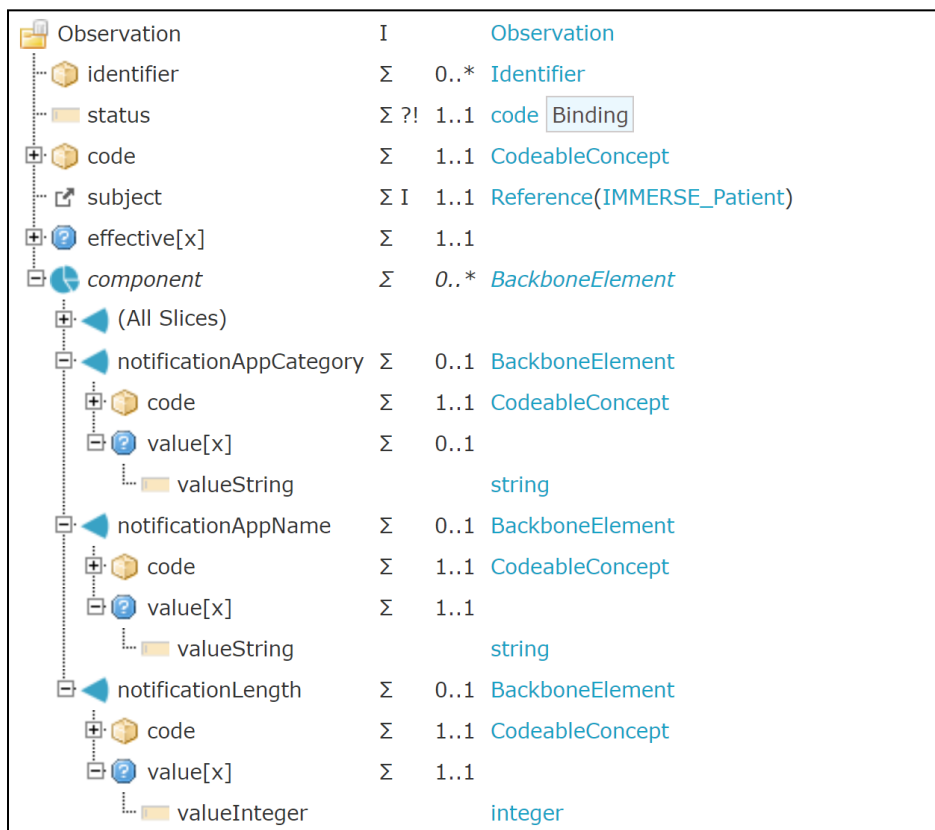 Observation I Observation
identifier Σ 0..* Identifier
status Σ ?! 1..1 code Binding
code Σ 1..1 CodeableConcept
subject Σ I 1..1 Reference(IMMERSE_Patient)
effective[x] Σ 1..1
component Σ 0..* BackboneElement
(All Slices)
notificationAppCategory Σ 0..1 BackboneElement
code Σ 1..1 CodeableConcept
value[x] Σ 0..1
valueString string
notificationAppName Σ 0..1 BackboneElement
code Σ 1..1 CodeableConcept
value[x] Σ 1..1
valueString string
notificationLength Σ 0..1 BackboneElement
code Σ 1..1 CodeableConcept
value[x] Σ 1..1
valueInteger integer